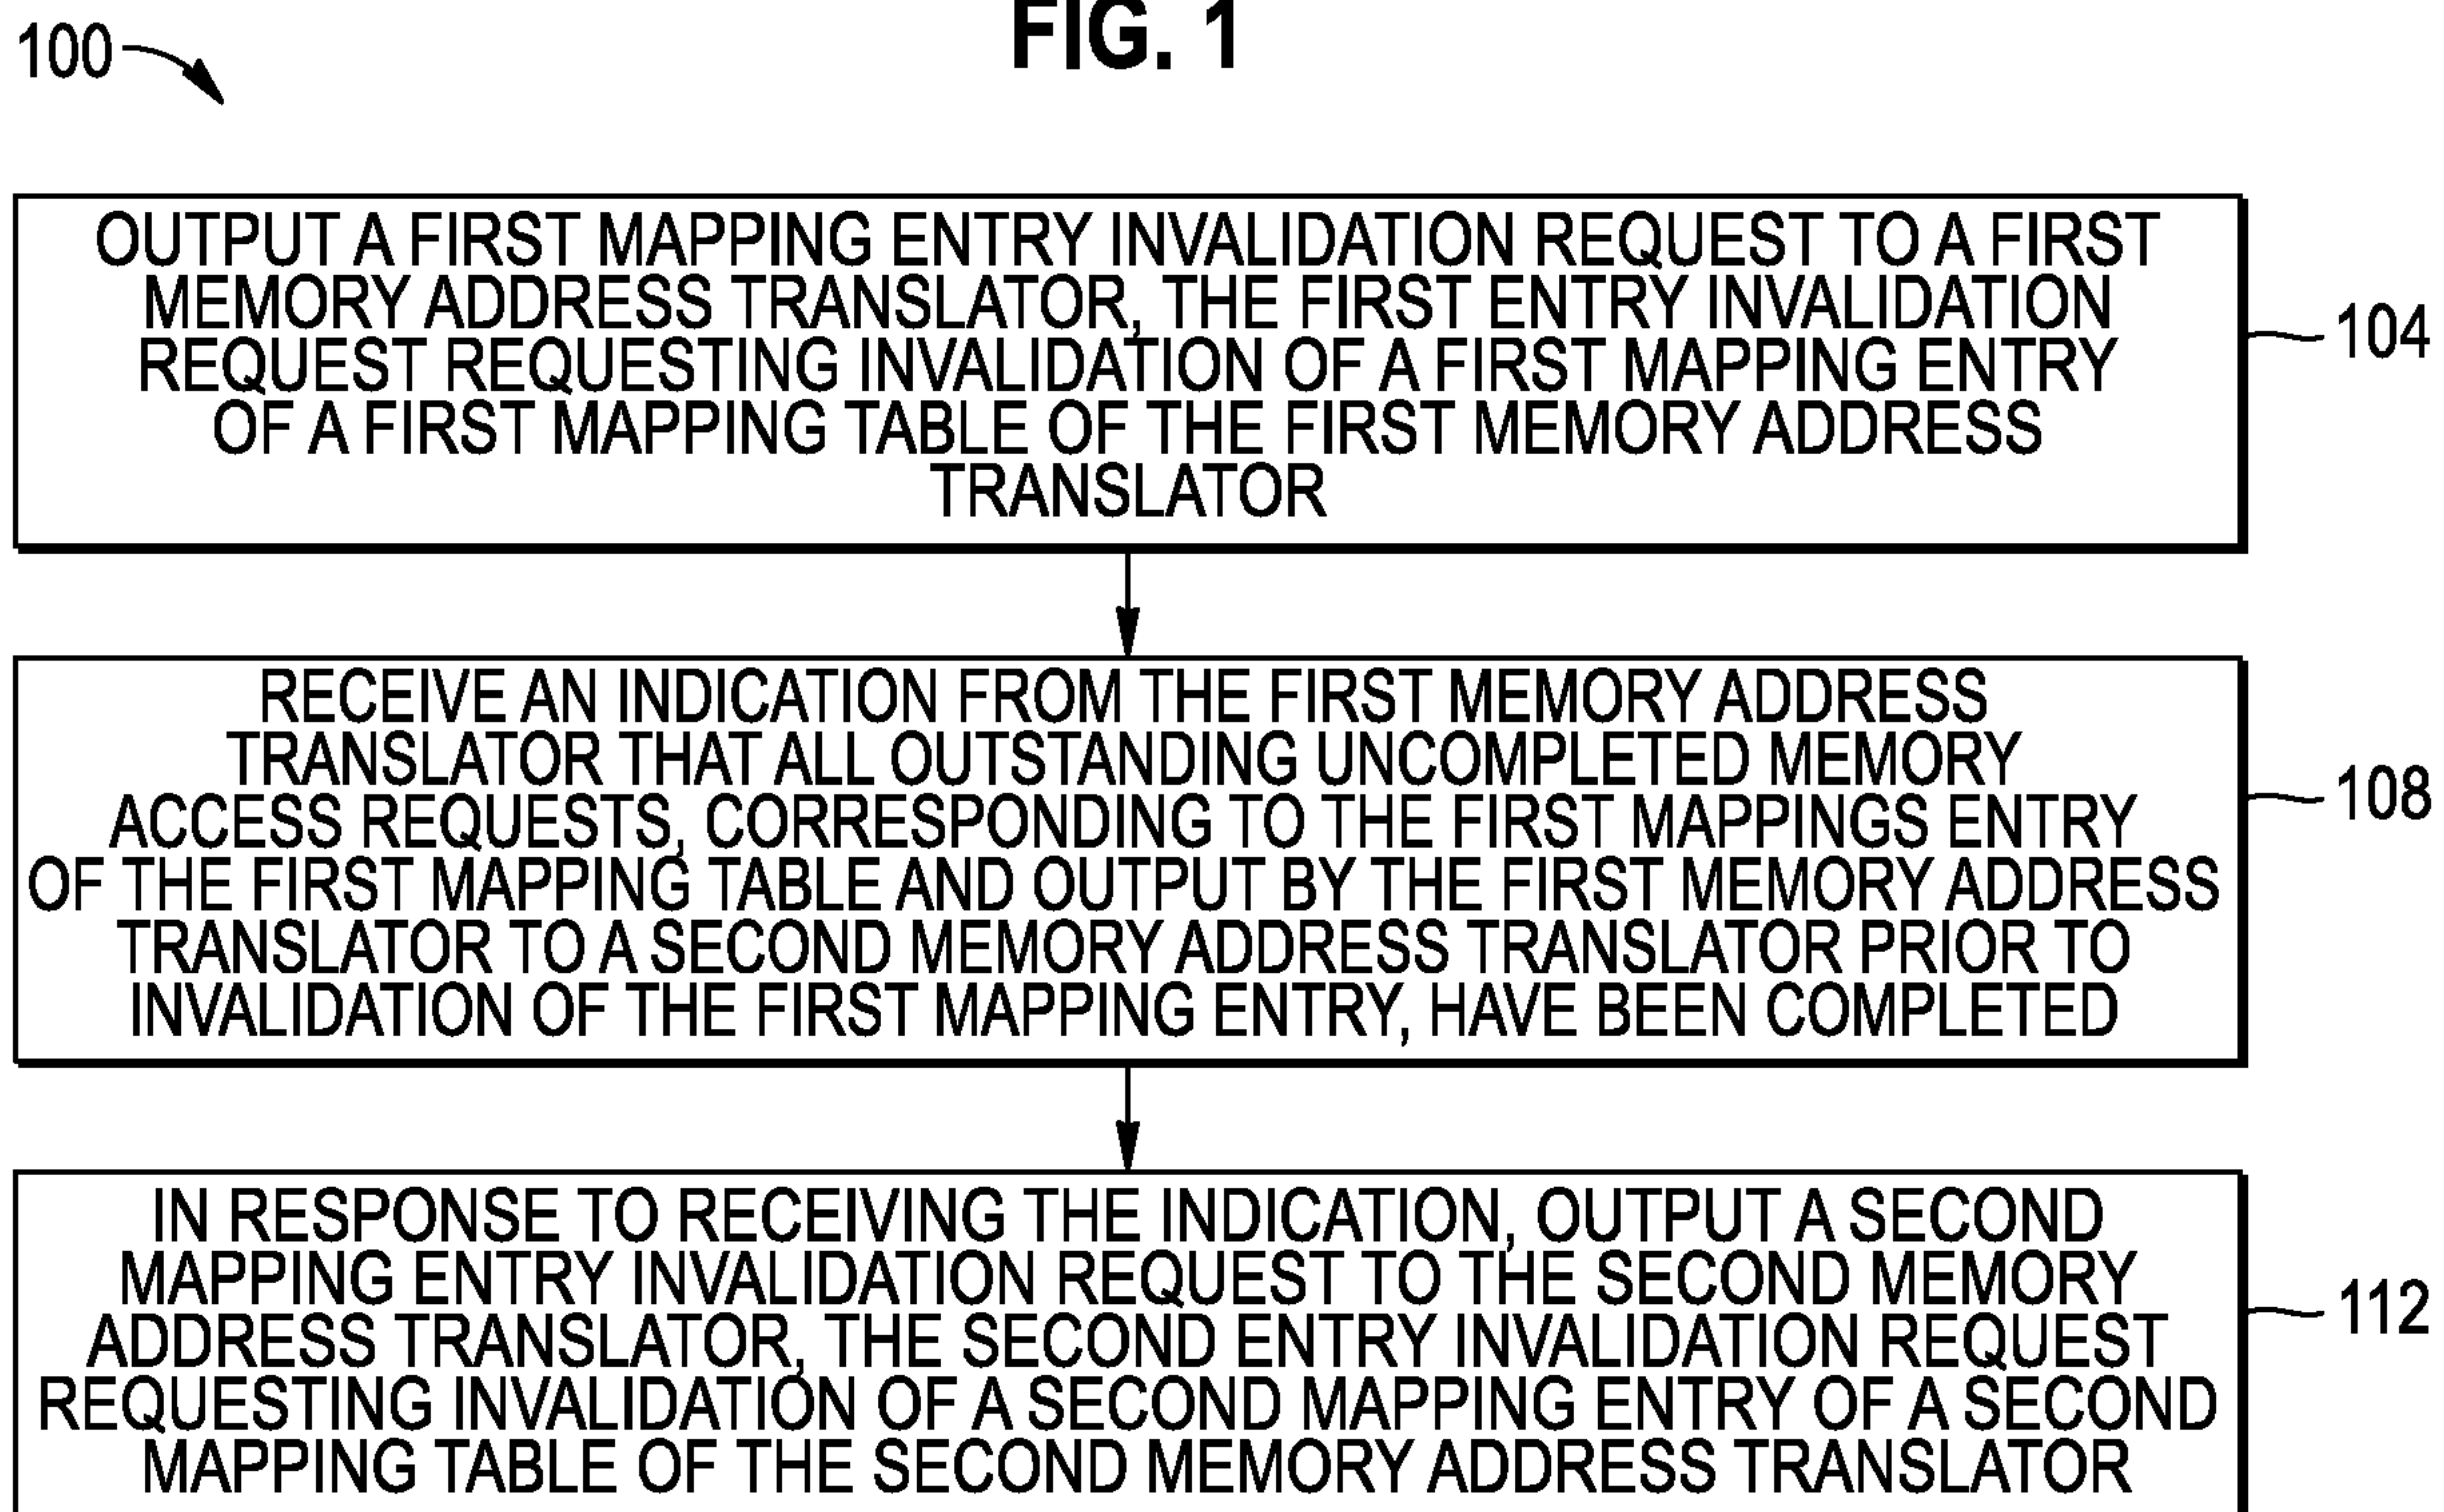 FIG. 1
100
OUTPUT A FIRST MAPPING ENTRY INVALIDATION REQUEST TO A FIRST
MEMORY ADDRESS TRANSLATOR, THE FIRST ENTRY INVALIDATION
REQUEST REQUESTING INVALIDATION OF A FIRST MAPPING ENTRY
OF A FIRST MAPPING TABLE OF THE FIRST MEMORY ADDRESS
TRANSLATOR
104
RECEIVE AN INDICATION FROM THE FIRST MEMORY ADDRESS
TRANSLATOR THAT ALL OUTSTANDING UNCOMPLETED MEMORY
ACCESS REQUESTS, CORRESPONDING TO THE FIRST MAPPINGS ENTRY
OF THE FIRST MAPPING TABLE AND OUTPUT BY THE FIRST MEMORY ADDRESS
TRANSLATOR TO A SECOND MEMORY ADDRESS TRANSLATOR PRIOR TO
INVALIDATION OF THE FIRST MAPPING ENTRY, HAVE BEEN COMPLETED
108
IN RESPONSE TO RECEIVING THE INDICATION, OUTPUT A SECOND
MAPPING ENTRY INVALIDATION REQUEST TO THE SECOND MEMORY
ADDRESS TRANSLATOR, THE SECOND ENTRY INVALIDATION REQUEST
REQUESTING INVALIDATION OF A SECOND MAPPING ENTRY OF A SECOND
MAPPING TABLE OF THE SECOND MEMORY ADDRESS TRANSLATOR
112